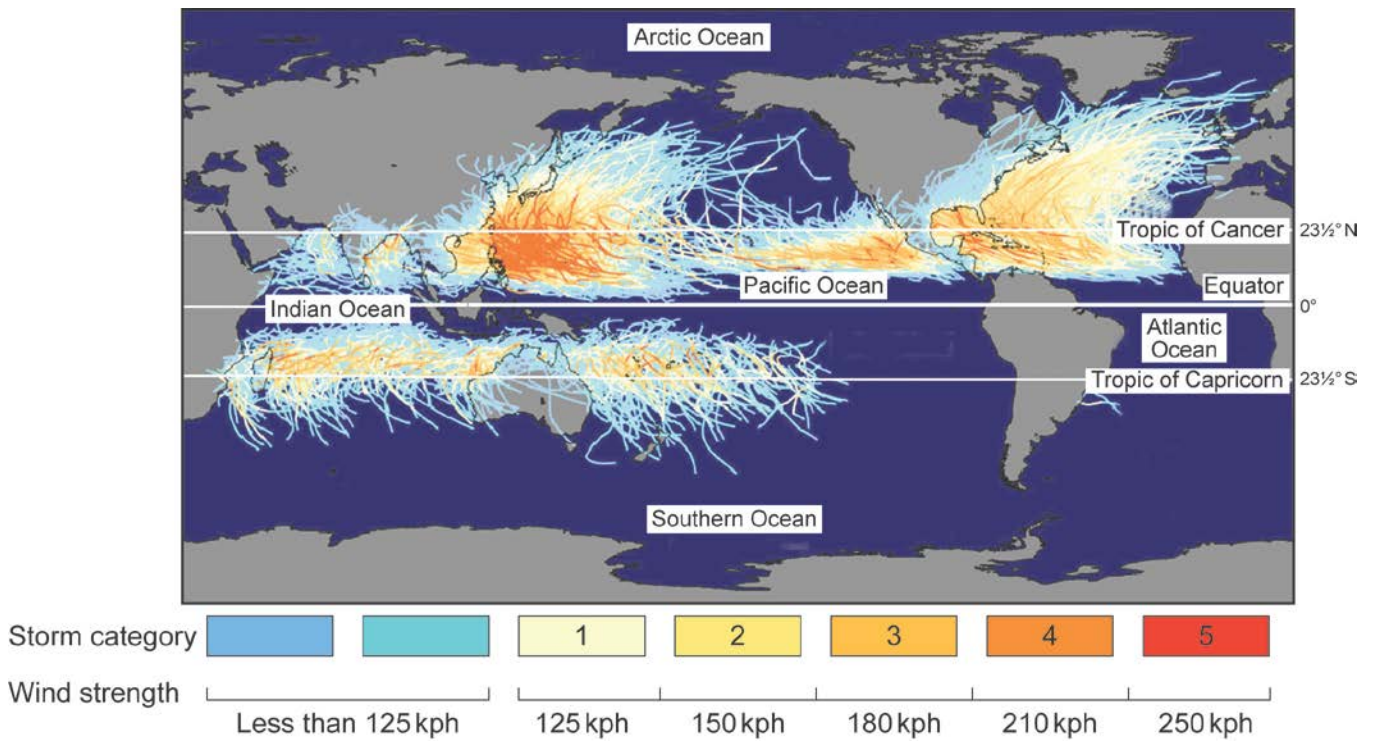 Arctic Ocean
Tropic of Cancer 23½° N
Pacific Ocean
Equator 0°
Indian Ocean
Atlantic
Ocean
Tropic of Capricorn 23½° S
Southern Ocean
Storm category 1 2 3 4 5
Wind strength
Less than 125 kph 125 kph 150 kph 180 kph 210 kph 250 kph